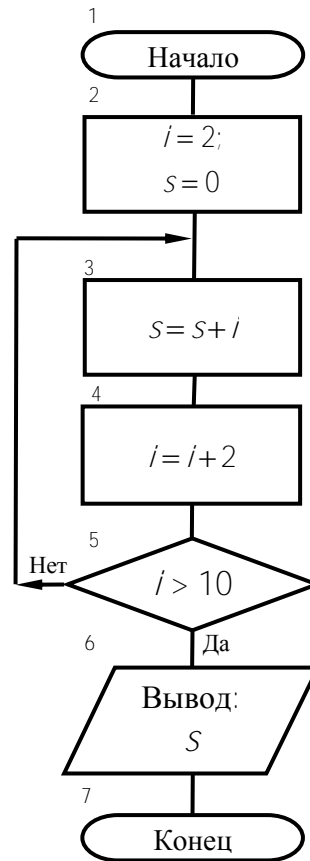 1
Начало
2
i = 2;
s = 0
3
s = s + i
4
i = i + 2
5
Нет
i > 10
Да
6
Вывод:
S
7
Конец